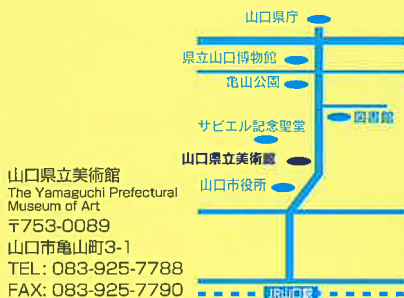 山口県庁
県立山口博物館
亀山公園
図書館
サビエル記念聖堂
山口県立美術館
山口市役所
山口県立美術館
The Yamaguchi Prefectural
Museum of Art
〒753-0089
山口市亀山町3-1
TEL: 083-925-7788
FAX: 083-925-7790
JR山口駅